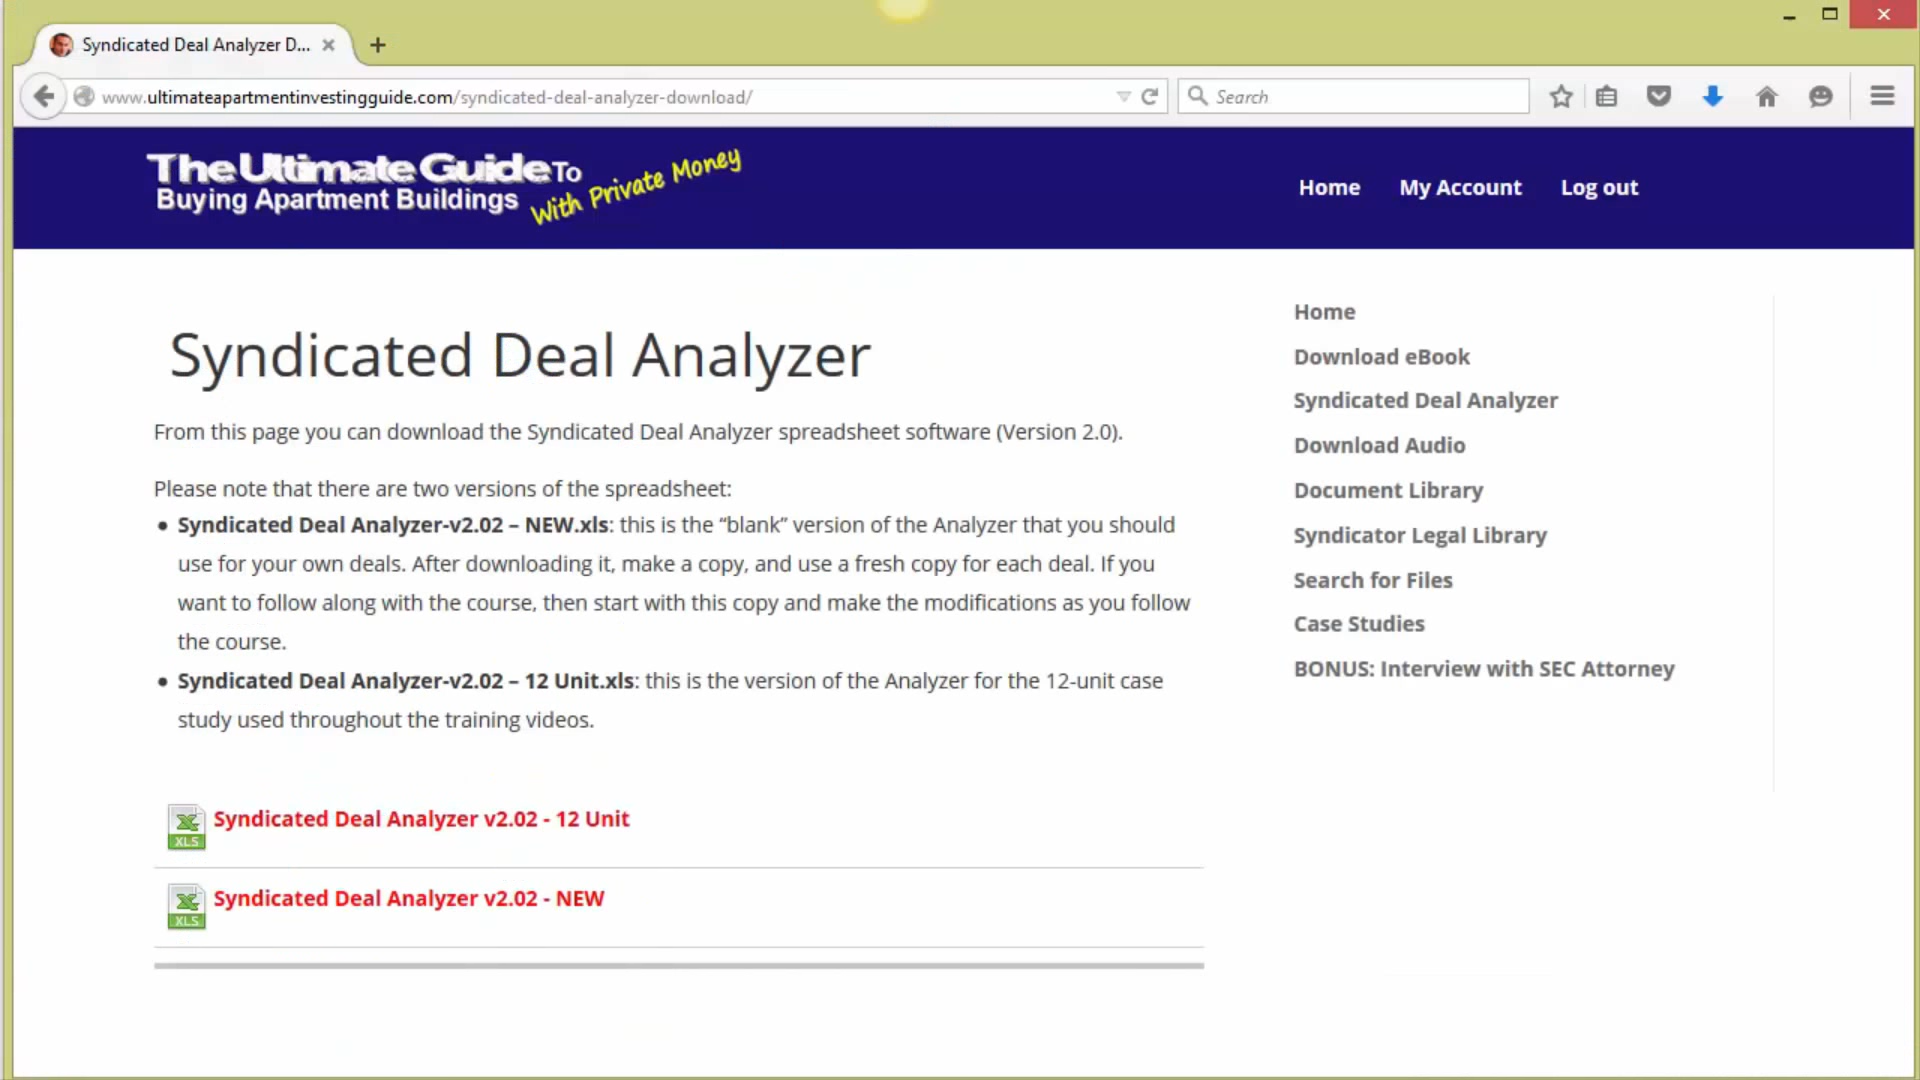 Syndicated Deal Analyzer D...
www.ultimateapartmentinvestingguide.com/syndicated-deal-analyzer-download/
Search
The Ultimate Guide To
Buying Apartment Buildings
With Private Money
Home
My Account
Log out
Syndicated Deal Analyzer
From this page you can download the Syndicated Deal Analyzer spreadsheet software (Version 2.0).
Please note that there are two versions of the spreadsheet:
• Syndicated Deal Analyzer-v2.02 – NEW.xls: this is the “blank” version of the Analyzer that you should
use for your own deals. After downloading it, make a copy, and use a fresh copy for each deal. If you
want to follow along with the course, then start with this copy and make the modifications as you follow
the course.
• Syndicated Deal Analyzer-v2.02 – 12 Unit.xls: this is the version of the Analyzer for the 12-unit case
study used throughout the training videos.
XLS
Syndicated Deal Analyzer v2.02 - 12 Unit
XLS
Syndicated Deal Analyzer v2.02 - NEW
Home
Download eBook
Syndicated Deal Analyzer
Download Audio
Document Library
Syndicator Legal Library
Search for Files
Case Studies
BONUS: Interview with SEC Attorney